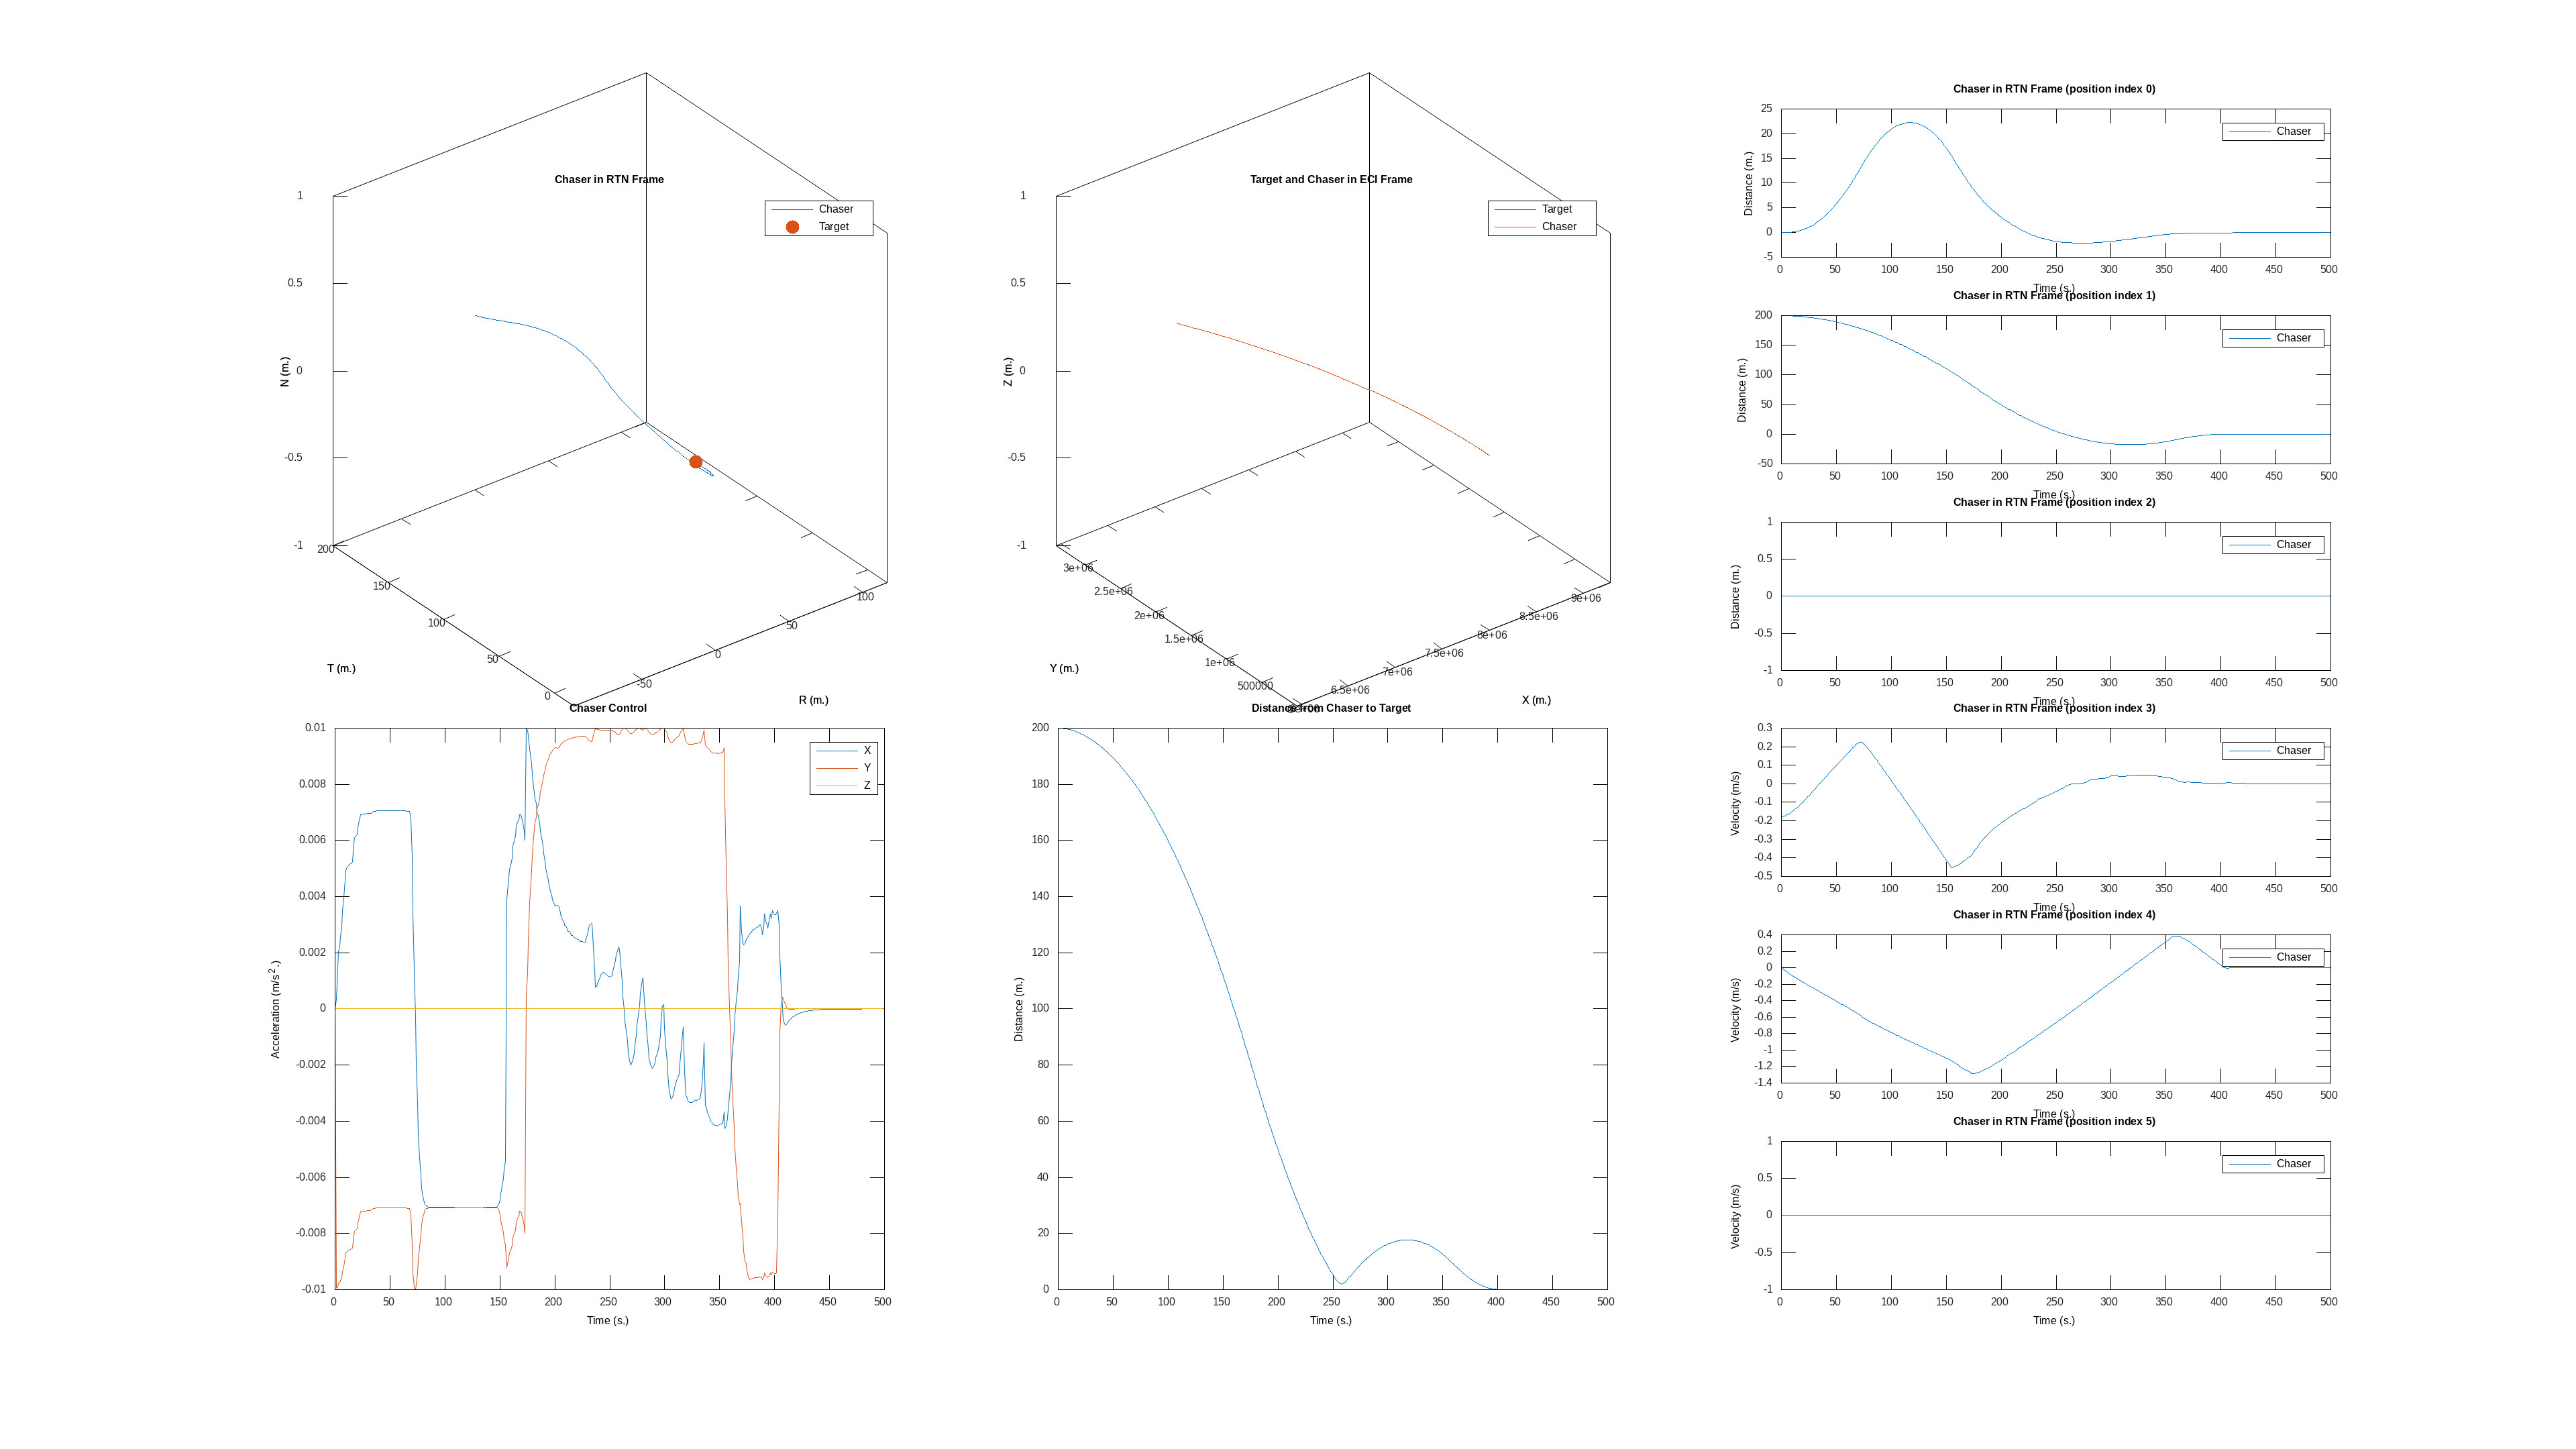 Chaser in RTN Frame
Chaser
Target
1
0.5
0
-0.5
-1
N (m.)
200
150
100
50
0
T (m.)
-50
0
50
100
R (m.)
Target and Chaser in ECI Frame
Target
Chaser
1
0.5
0
-0.5
-1
Z (m.)
3e+06
2.5e+06
2e+06
1.5e+06
1e+06
500000
Y (m.)
6.5e+06
7e+06
7.5e+06
8e+06
8.5e+06
9e+06
X (m.)
Chaser Control
X
Y
Z
0.01
0.008
0.006
0.004
0.002
0
-0.002
-0.004
-0.006
-0.008
-0.01
Acceleration (m/s2.)
0 50 100 150 200 250 300 350 400 450 500
Time (s.)
Distance from Chaser to Target
200
180
160
140
120
100
80
60
40
20
0
Distance (m.)
0 50 100 150 200 250 300 350 400 450 500
Time (s.)
Chaser in RTN Frame (position index 0)
Chaser
25
20
15
10
5
0
-5
Distance (m.)
0 50 100 150 200 250 300 350 400 450 500
Time (s.)
Chaser in RTN Frame (position index 1)
Chaser
200
150
100
50
0
-50
Distance (m.)
0 50 100 150 200 250 300 350 400 450 500
Time (s.)
Chaser in RTN Frame (position index 2)
Chaser
1
0.5
0
-0.5
-1
Distance (m.)
0 50 100 150 200 250 300 350 400 450 500
Time (s.)
Chaser in RTN Frame (position index 3)
Chaser
0.3
0.2
0.1
0
-0.1
-0.2
-0.3
-0.4
-0.5
Velocity (m/s)
0 50 100 150 200 250 300 350 400 450 500
Time (s.)
Chaser in RTN Frame (position index 4)
Chaser
0.4
0.2
0
-0.2
-0.4
-0.6
-0.8
-1
-1.2
-1.4
Velocity (m/s)
0 50 100 150 200 250 300 350 400 450 500
Time (s.)
Chaser in RTN Frame (position index 5)
Chaser
1
0.5
0
-0.5
-1
Velocity (m/s)
0 50 100 150 200 250 300 350 400 450 500
Time (s.)